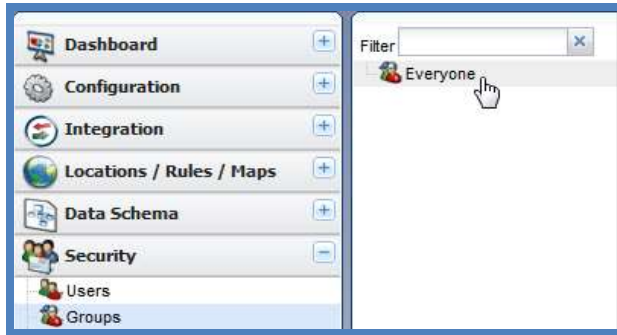 Dashboard
Configuration
Integration
Locations / Rules / Maps
Data Schema
Security
Users
Groups
Filter
Everyone